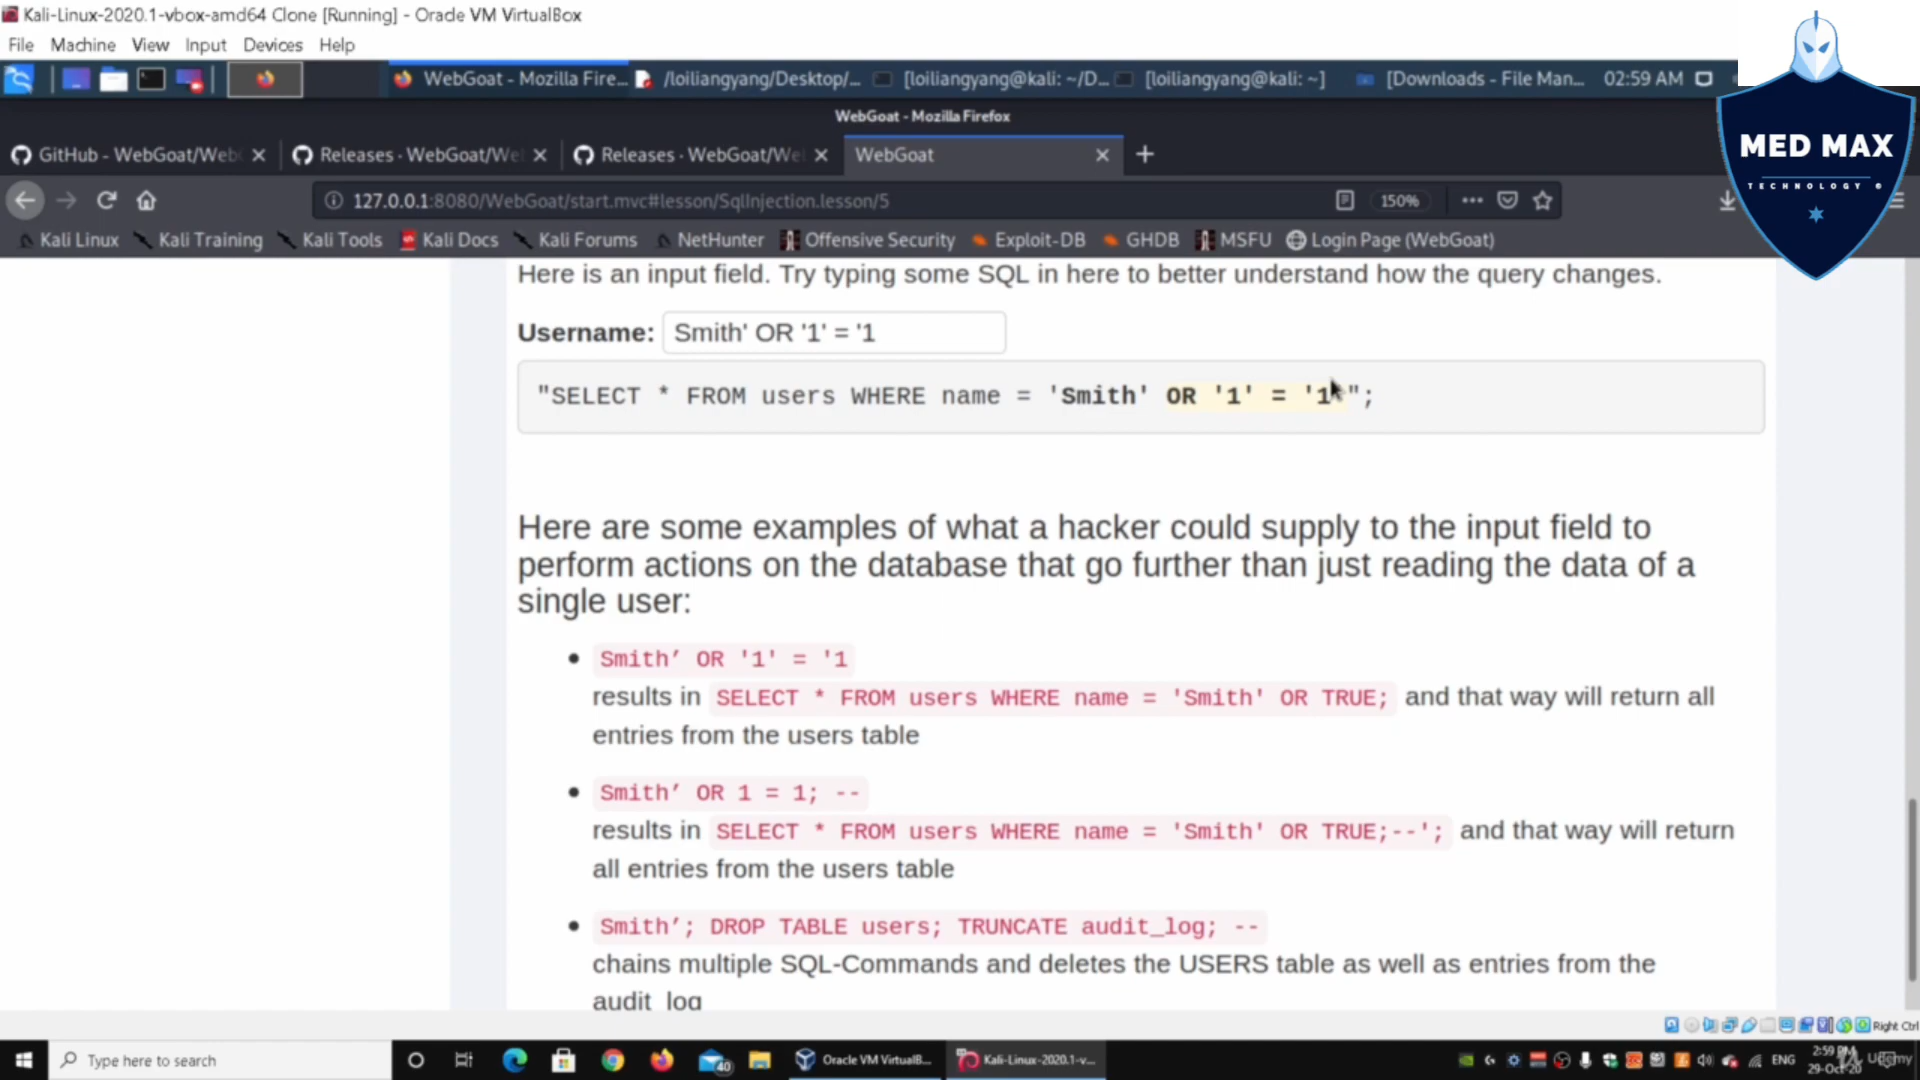 Kali-Linux-2020.1-vbox-amd64 Clone [Running] - Oracle VM VirtualBox
File Machine View Input Devices Help
WebGoat - Mozilla Fire... /loiliangyang/Desktop/... [loiliangyang@kali: ~/D... [loiliangyang@kali: ~] [Downloads - File Man... 02:59 AM
WebGoat - Mozilla Firefox
GitHub - WebGoat/Web Releases · WebGoat/We Releases · WebGoat/We WebGoat
127.0.0.1:8080/WebGoat/start.mvc#lesson/SqlInjection.lesson/5 150%
Kali Linux Kali Training Kali Tools Kali Docs Kali Forums NetHunter Offensive Security Exploit-DB GHDB MSFU Login Page (WebGoat)
MED MAX
TECHNOLOGY
Here is an input field. Try typing some SQL in here to better understand how the query changes.
Username: Smith' OR '1' = '1
"SELECT * FROM users WHERE name = 'Smith' OR '1' = '1 ";
Here are some examples of what a hacker could supply to the input field to
perform actions on the database that go further than just reading the data of a
single user:
• Smith’ OR '1' = '1
results in SELECT * FROM users WHERE name = 'Smith' OR TRUE; and that way will return all
entries from the users table
• Smith’ OR 1 = 1; --
results in SELECT * FROM users WHERE name = 'Smith' OR TRUE;--'; and that way will return
all entries from the users table
• Smith’; DROP TABLE users; TRUNCATE audit_log; --
chains multiple SQL-Commands and deletes the USERS table as well as entries from the
audit_log
Right Ctrl
Type here to search 40 Oracle VM VirtualB... Kali-Linux-2020.1-v... ENG 2:59 PM
29-Oct-20
Udemy